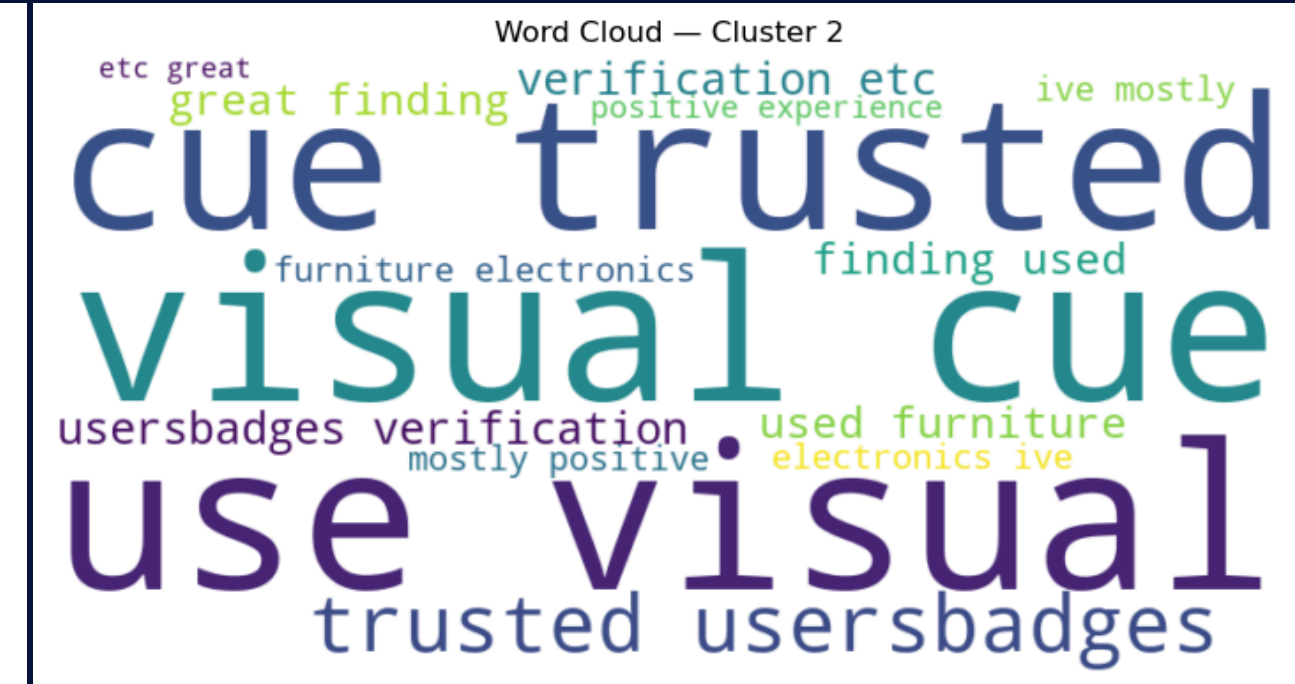 Word Cloud — Cluster 2
etc great
great finding
verification etc
positive experience
ive mostly
cue trusted
furniture electronics
finding used
visual cue
usersbadges verification
used furniture
mostly positive
electronics ive
use visual
trusted usersbadges